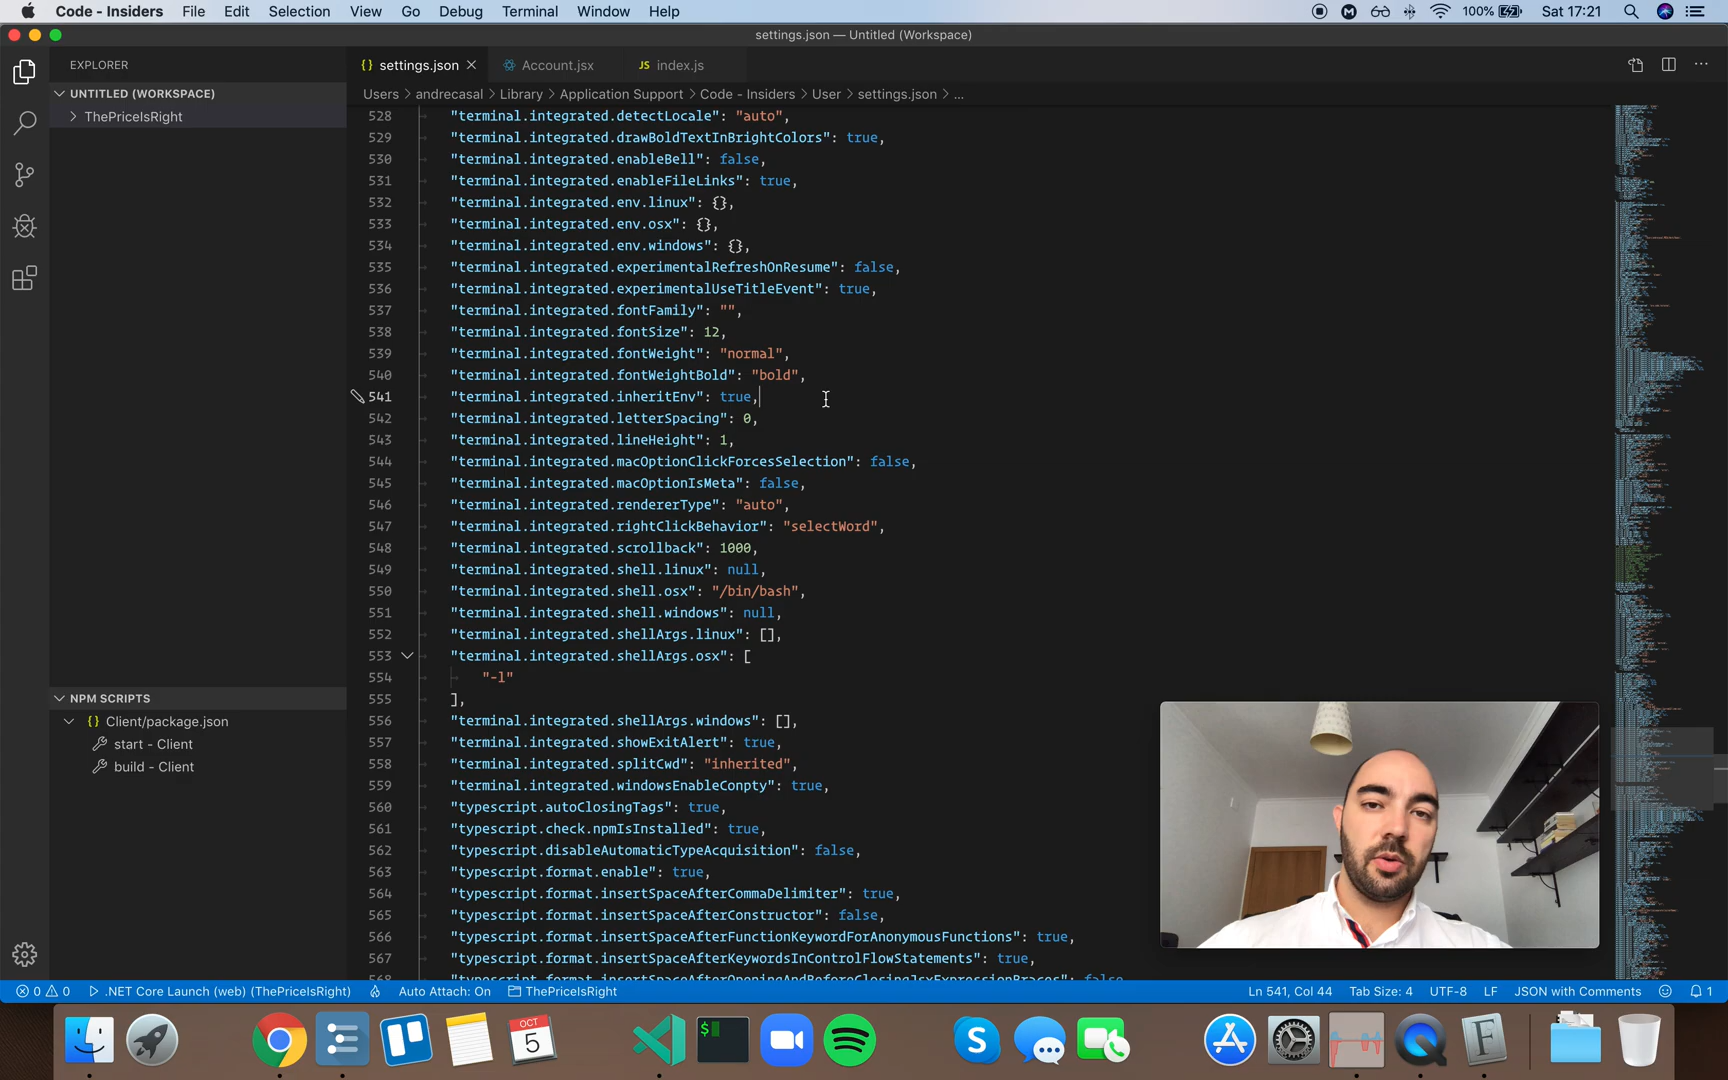 Code - Insiders File Edit Selection View Go Debug Terminal Window Help 100% Sat 17:21
settings.json — Untitled (Workspace)
EXPLORER
UNTITLED (WORKSPACE)
ThePriceIsRight
{} settings.json
Account.jsx
JS index.js
Users > andrecasal > Library > Application Support > Code - Insiders > User > settings.json > ...
528 "terminal.integrated.detectLocale": "auto",
529 "terminal.integrated.drawBoldTextInBrightColors": true,
530 "terminal.integrated.enableBell": false,
531 "terminal.integrated.enableFileLinks": true,
532 "terminal.integrated.env.linux": {},
533 "terminal.integrated.env.osx": {},
534 "terminal.integrated.env.windows": {},
535 "terminal.integrated.experimentalRefreshOnResume": false,
536 "terminal.integrated.experimentalUseTitleEvent": true,
537 "terminal.integrated.fontFamily": "",
538 "terminal.integrated.fontSize": 12,
539 "terminal.integrated.fontWeight": "normal",
540 "terminal.integrated.fontWeightBold": "bold",
541 "terminal.integrated.inheritEnv": true,
542 "terminal.integrated.letterSpacing": 0,
543 "terminal.integrated.lineHeight": 1,
544 "terminal.integrated.macOptionClickForcesSelection": false,
545 "terminal.integrated.macOptionIsMeta": false,
546 "terminal.integrated.rendererType": "auto",
547 "terminal.integrated.rightClickBehavior": "selectWord",
548 "terminal.integrated.scrollback": 1000,
549 "terminal.integrated.shell.linux": null,
550 "terminal.integrated.shell.osx": "/bin/bash",
551 "terminal.integrated.shell.windows": null,
552 "terminal.integrated.shellArgs.linux": [],
553 "terminal.integrated.shellArgs.osx": [
554 "-l"
555 ],
556 "terminal.integrated.shellArgs.windows": [],
557 "terminal.integrated.showExitAlert": true,
558 "terminal.integrated.splitCwd": "inherited",
559 "terminal.integrated.windowsEnableConpty": true,
560 "typescript.autoClosingTags": true,
561 "typescript.check.npmIsInstalled": true,
562 "typescript.disableAutomaticTypeAcquisition": false,
563 "typescript.format.enable": true,
564 "typescript.format.insertSpaceAfterCommaDelimiter": true,
565 "typescript.format.insertSpaceAfterConstructor": false,
566 "typescript.format.insertSpaceAfterFunctionKeywordForAnonymousFunctions": true,
567 "typescript.format.insertSpaceAfterKeywordsInControlFlowStatements": true,
568 "typescript.format.insertSpaceAfterOpeningAndBeforeClosingJsxExpressionBraces": false
NPM SCRIPTS
{} Client/package.json
start - Client
build - Client
0 0 .NET Core Launch (web) (ThePriceIsRight) Auto Attach: On ThePriceIsRight Ln 541, Col 44 Tab Size: 4 UTF-8 LF JSON with Comments 1
OCT
5
$